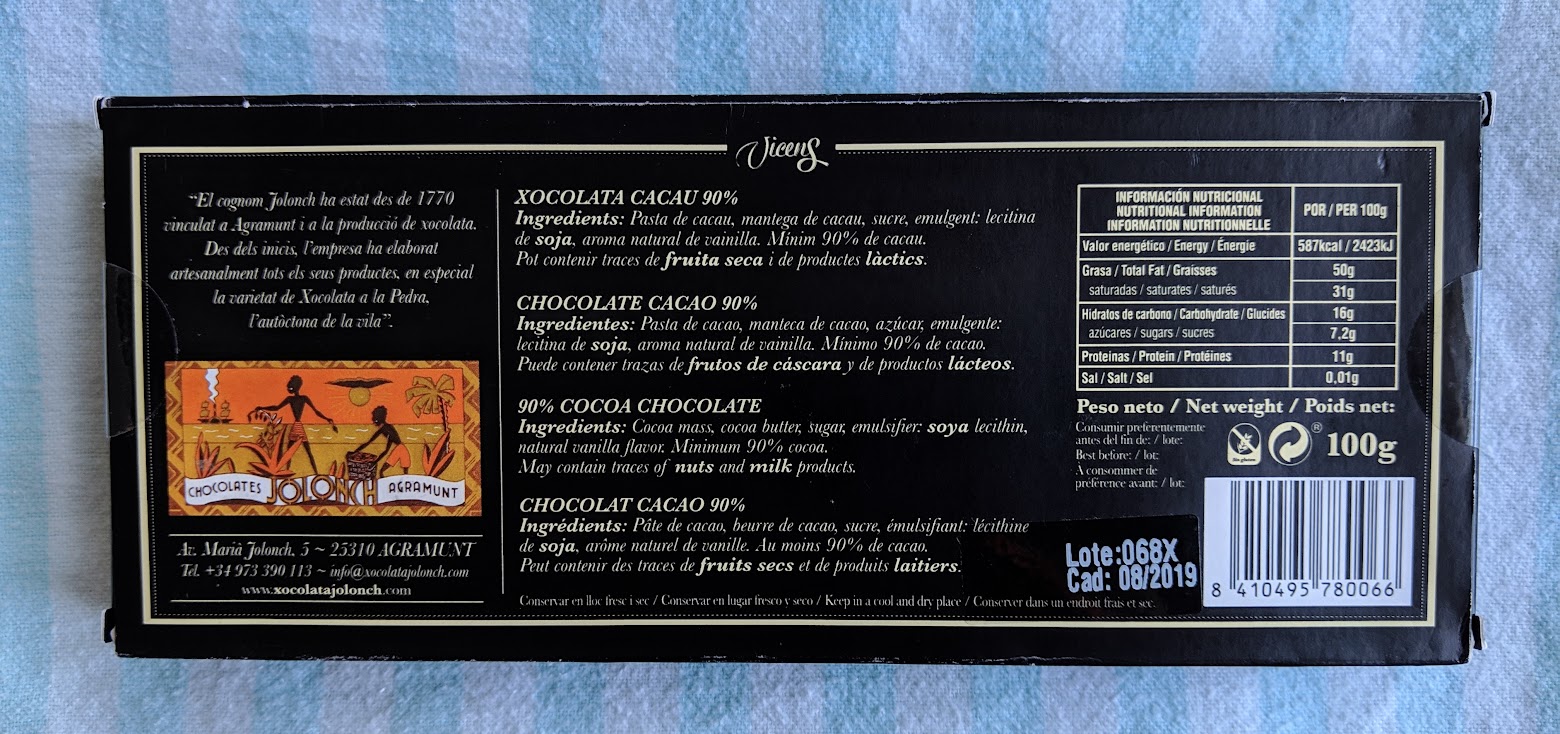 Vicens
“El cognom Jolonch ha estat des de 1770
vinculat a Agramunt i a la producció de xocolata.
Des dels inicis, l'empresa ha elaborat
artesanalment tots els seus productes, en especial
la varietat de Xocolata a la Pedra,
l'autòctona de la vila”.
CHOCOLATES JOLONCH AGRAMUNT
Av. Marià Jolonch, 5 ~ 25310 AGRAMUNT
Tel. +34 973 390 113 ~ info@xocolatajolonch.com
www.xocolatajolonch.com
XOCOLATA CACAU 90%
Ingredients: Pasta de cacau, mantega de cacau, sucre, emulgent: lecitina
de soja, aroma natural de vainilla. Mínim 90% de cacau.
Pot contenir traces de fruita seca i de productes làctics.
CHOCOLATE CACAO 90%
Ingredientes: Pasta de cacao, manteca de cacao, azúcar, emulgente:
lecitina de soja, aroma natural de vainilla. Mínimo 90% de cacao.
Puede contener trazas de frutos de cáscara y de productos lácteos.
90% COCOA CHOCOLATE
Ingredients: Cocoa mass, cocoa butter, sugar, emulsifier: soya lecithin,
natural vanilla flavor. Minimum 90% cocoa.
May contain traces of nuts and milk products.
CHOCOLAT CACAO 90%
Ingrédients: Pâte de cacao, beurre de cacao, sucre, émulsifiant: lécithine
de soja, arôme naturel de vanille. Au moins 90% de cacao.
Peut contenir des traces de fruits secs et de produits laitiers.
Conservar en lloc fresc i sec / Conservar en lugar fresco y seco / Keep in a cool and dry place / Conserver dans un endroit frais et sec.
INFORMACIÓN NUTRICIONAL
NUTRITIONAL INFORMATION
INFORMATION NUTRITIONNELLE
POR / PER 100g
Valor energético / Energy / Énergie 587kcal / 2423kJ
Grasa / Total Fat / Graisses 50g
saturadas / saturates / saturés 31g
Hidratos de carbono / Carbohydrate / Glucides 16g
azúcares / sugars / sucres 7,2g
Proteínas / Protein / Protéines 11g
Sal / Salt / Sel 0,01g
Peso neto / Net weight / Poids net:
Consumir preferentemente
antes del fin de: / lote:
Best before: / lot:
À consommer de
préférence avant: / lot:
Sin gluten
®
100g
Lote:068X
Cad: 08/2019
8 410495 780066